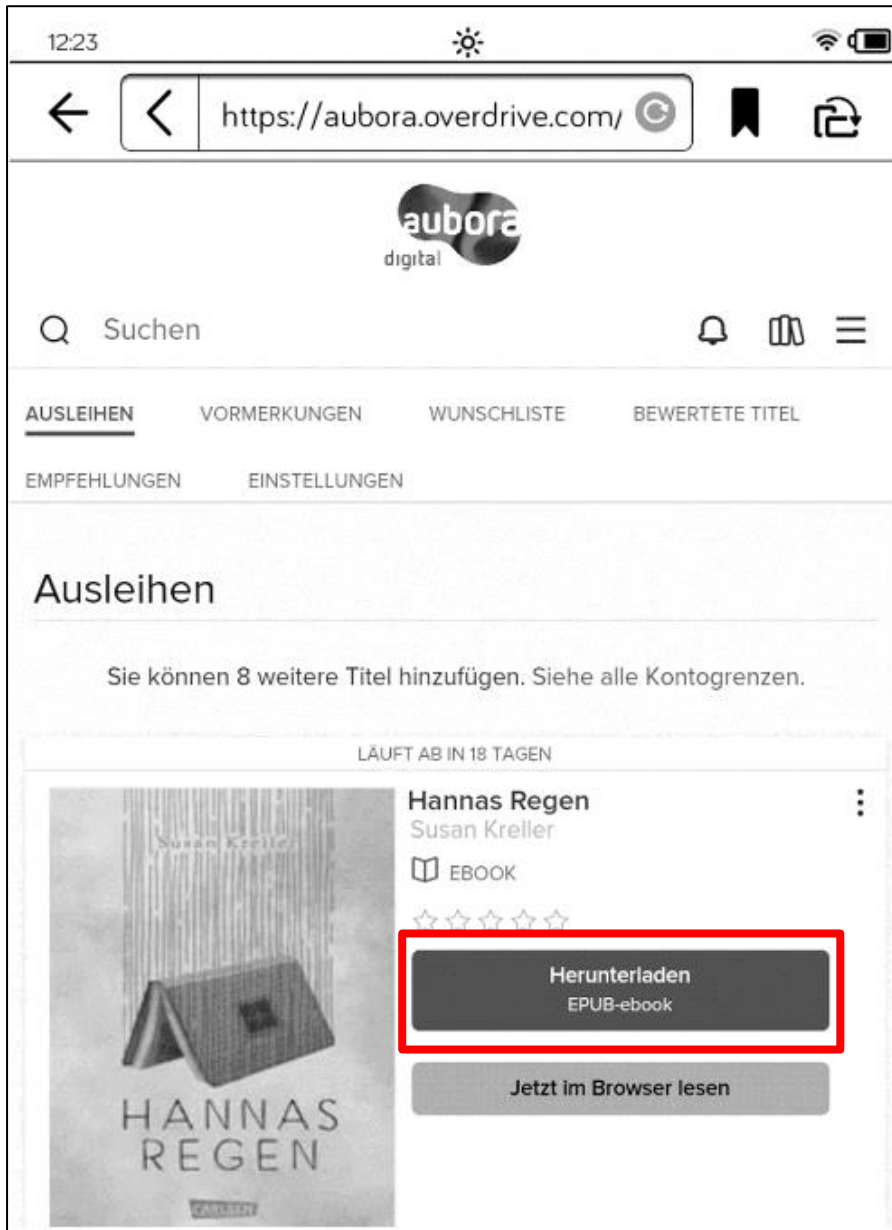 12:23
https://aubora.overdrive.com/
aubora
digital
Suchen
AUSLEIHEN VORMERKUNGEN WUNSCHLISTE BEWERTETE TITEL
EMPFEHLUNGEN EINSTELLUNGEN
Ausleihen
Sie können 8 weitere Titel hinzufügen. Siehe alle Kontogrenzen.
LÄUFT AB IN 18 TAGEN
Hannas Regen
Susan Kreller
EBOOK
Herunterladen
EPUB-ebook
Jetzt im Browser lesen
Susan Kreller
HANNAS
REGEN
CARLSEN